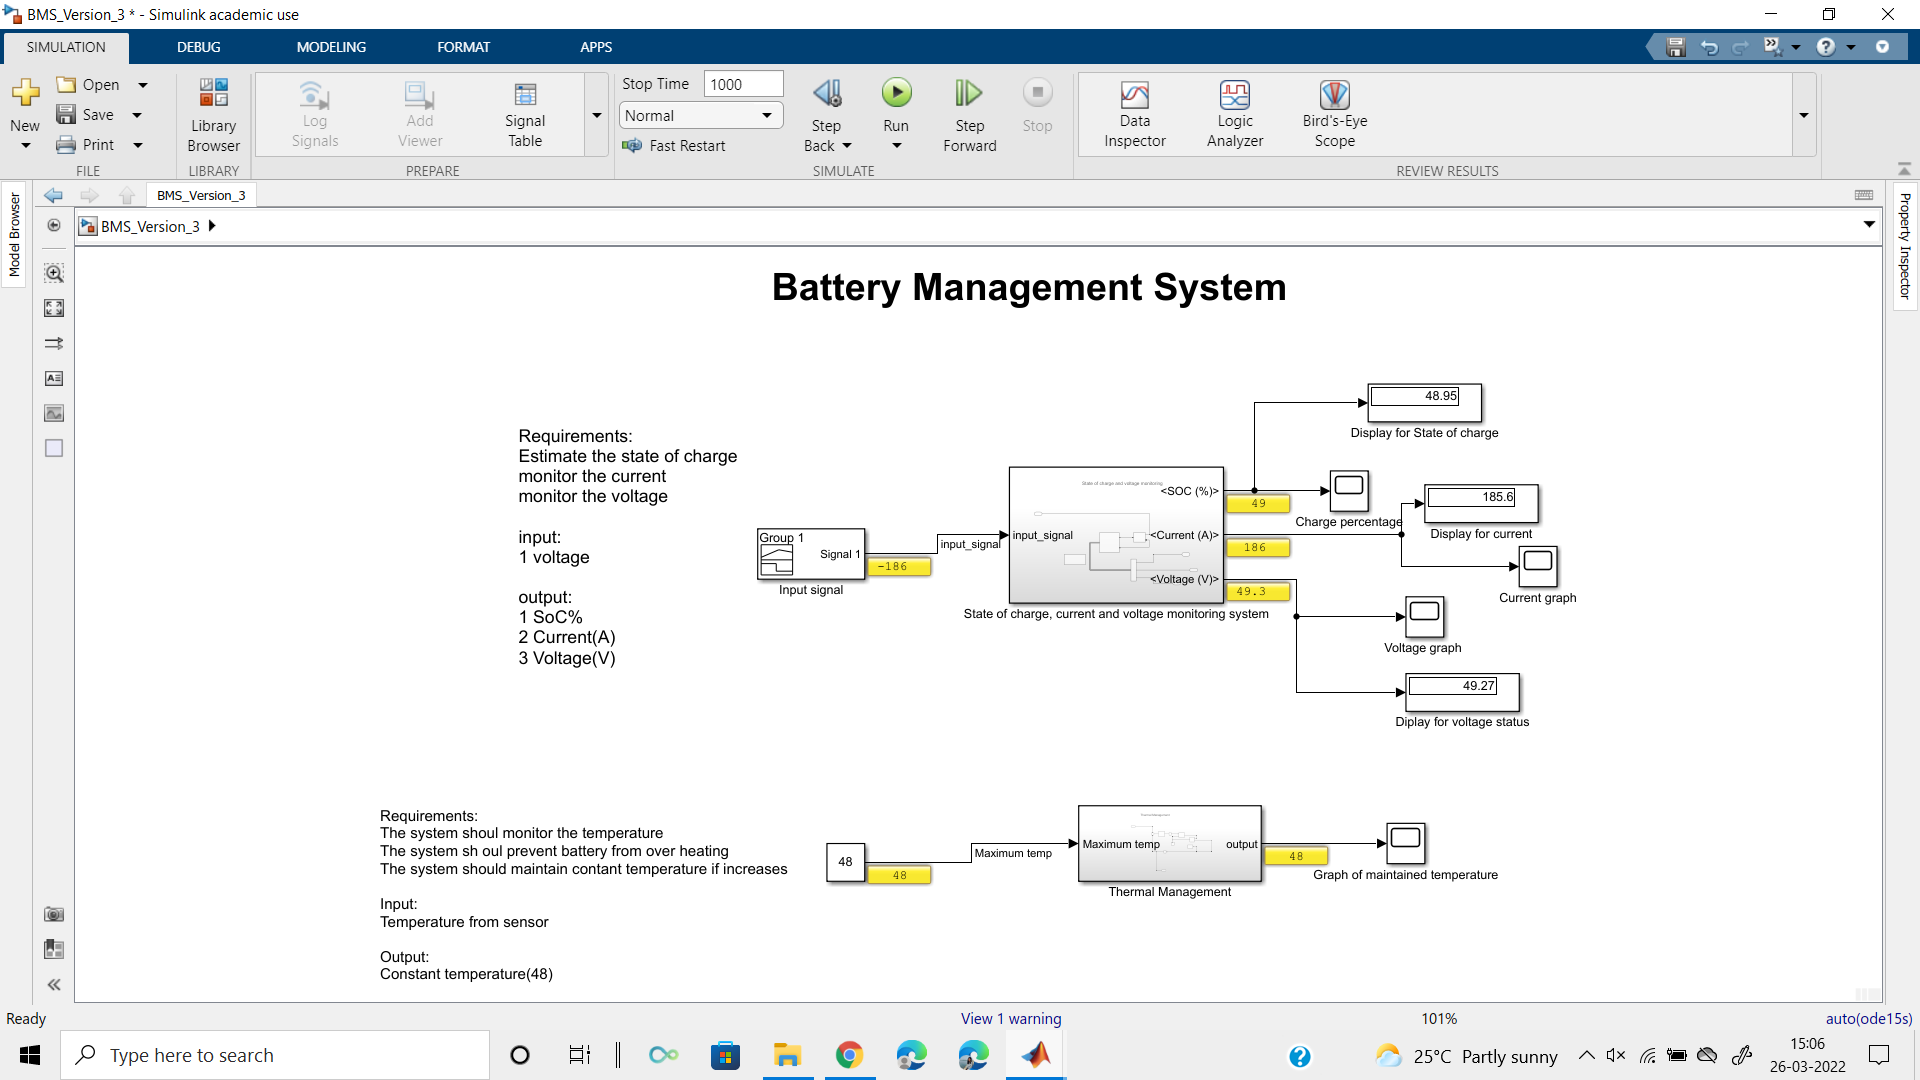 BMS_Version_3 * - Simulink academic use
SIMULATION
DEBUG
MODELING
FORMAT
APPS
New
Open
Save
Print
FILE
Library
Browser
LIBRARY
Log
Signals
Add
Viewer
Signal
Table
PREPARE
Stop Time
1000
Normal
Fast Restart
Step
Back
Run
Step
Forward
Stop
SIMULATE
Data
Inspector
Logic
Analyzer
Bird's-Eye
Scope
REVIEW RESULTS
Model Browser
Property Inspector
BMS_Version_3
BMS_Version_3
Battery Management System
Requirements:
Estimate the state of charge
monitor the current
monitor the voltage
input:
1 voltage
output:
1 SoC%
2 Current(A)
3 Voltage(V)
Group 1
Signal 1
Input signal
-186
input_signal
State of charge and voltage monitoring
input_signal
<SOC (%)>
<Current (A)>
<Voltage (V)>
State of charge, current and voltage monitoring system
49
186
49.3
48.95
Display for State of charge
Charge percentage
185.6
Display for current
Current graph
Voltage graph
49.27
Diplay for voltage status
Requirements:
The system shoul monitor the temperature
The system sh oul prevent battery from over heating
The system should maintain contant temperature if increases
Input:
Temperature from sensor
Output:
Constant temperature(48)
48
48
Maximum temp
Maximum temp
output
Thermal Management
48
Graph of maintained temperature
Ready
View 1 warning
101%
auto(ode15s)
Type here to search
25°C Partly sunny
15:06
26-03-2022